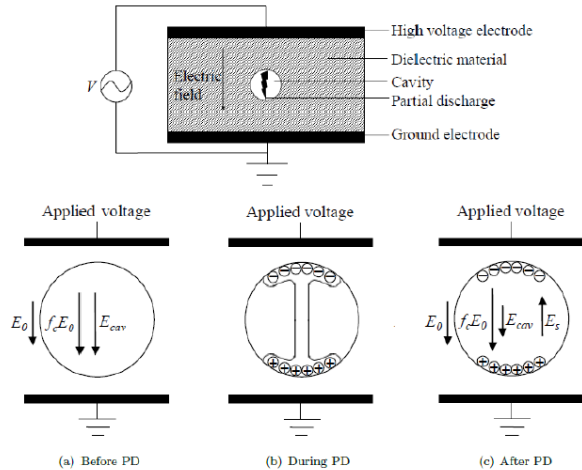 High voltage electrode
Dielectric material
Electric
field
Cavity
Partial discharge
V
Ground electrode
Applied voltage
Applied voltage
Applied voltage
E0
fcE0
Ecav
E0
fcE0
Ecav
Es
(a) Before PD
(b) During PD
(c) After PD